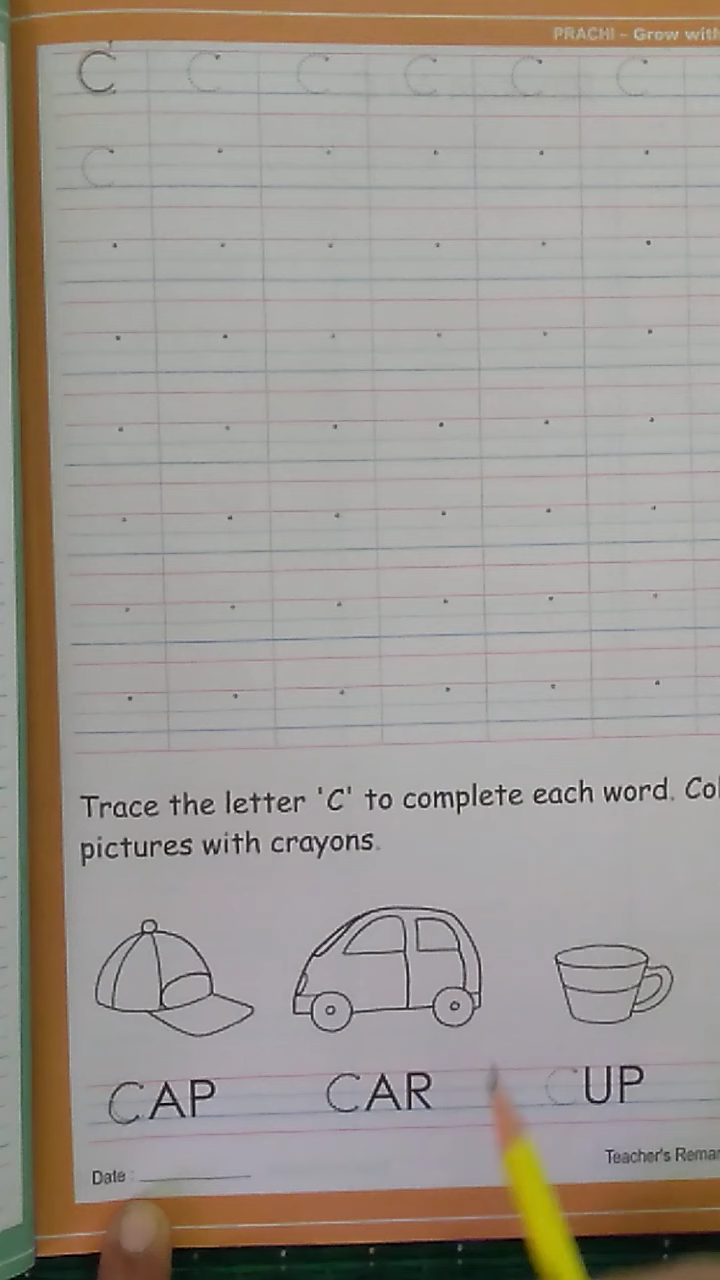 PRACHI - Grow with
C C C C C C
C
Trace the letter 'C' to complete each word. Col
pictures with crayons.
CAP CAR CUP
Teacher's Remar
Date :